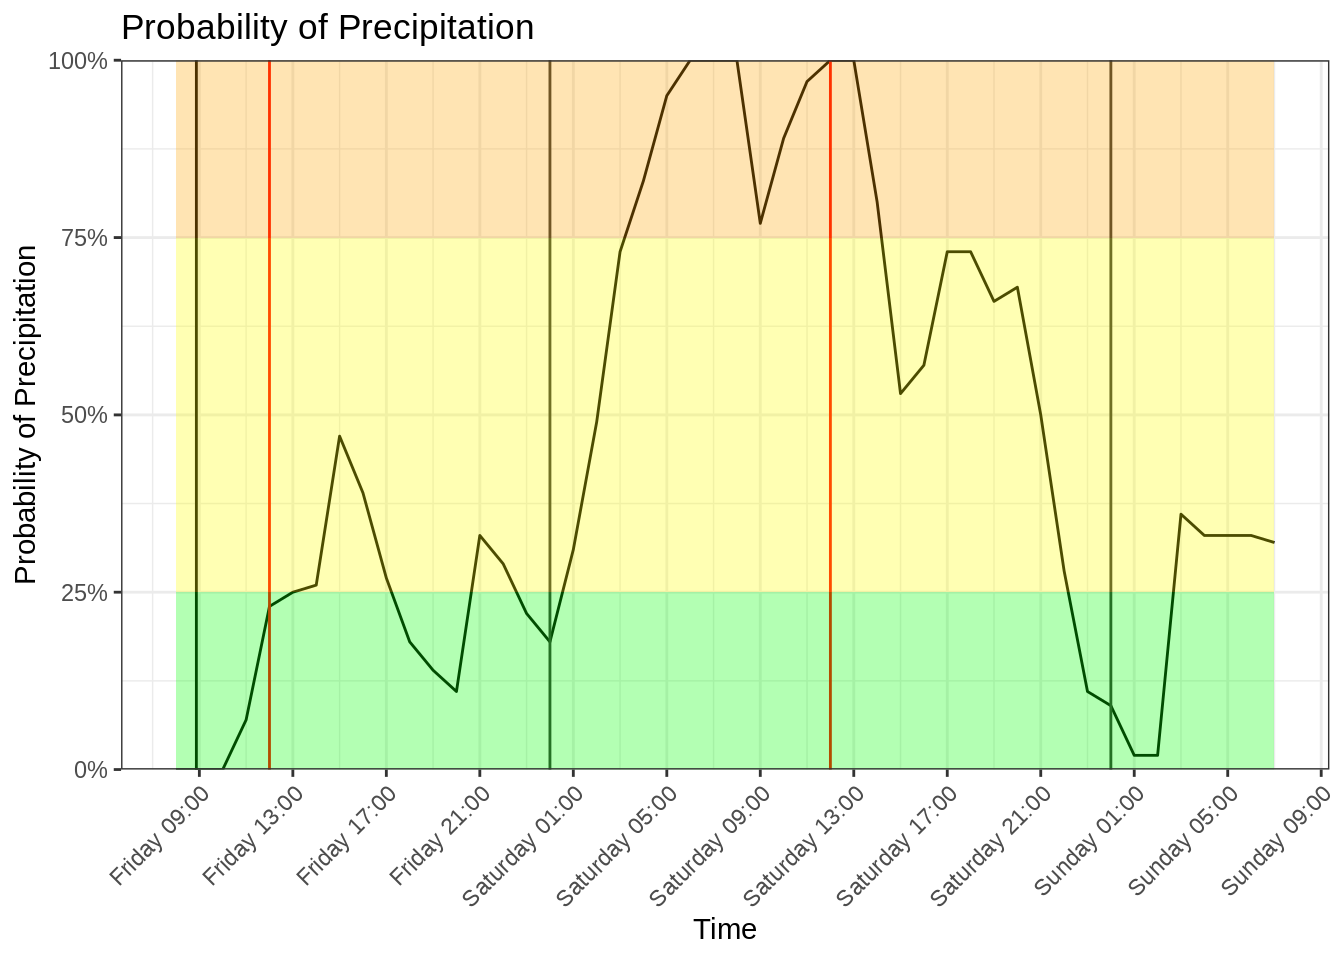 Probability of Precipitation
Probability of Precipitation
100%
75%
50%
25%
0%
Friday 09:00
Friday 13:00
Friday 17:00
Friday 21:00
Saturday 01:00
Saturday 05:00
Saturday 09:00
Saturday 13:00
Saturday 17:00
Saturday 21:00
Sunday 01:00
Sunday 05:00
Sunday 09:00
Time